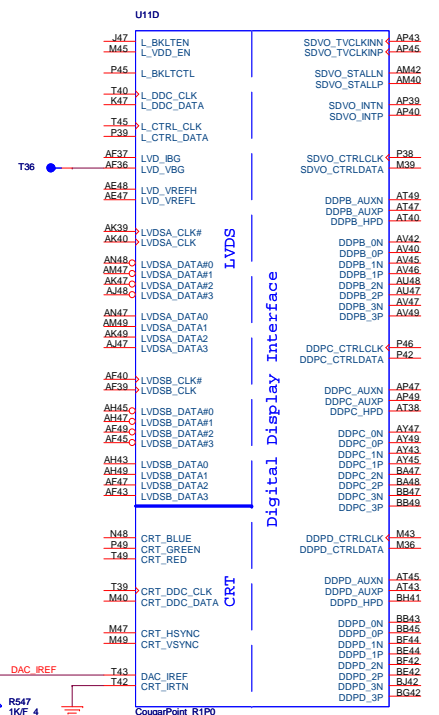 U11D
J47 L_BKLTEN SDVO_TVCLKINN AP43
M45 L_VDD_EN SDVO_TVCLKINP AP45
P45 L_BKLTCTL SDVO_STALLN AM42
SDVO_STALLP AM40
T40 L_DDC_CLK
K47 L_DDC_DATA SDVO_INTN AP39
SDVO_INTP AP40
T45 L_CTRL_CLK
P39 L_CTRL_DATA
AF37 LVD_IBG SDVO_CTRLCLK P38
T36 AF36 LVD_VBG SDVO_CTRLDATA M39
AE48 LVD_VREFH
AE47 LVD_VREFL DDPB_AUXN AT49
DDPB_AUXP AT47
DDPB_HPD AT40
AK39 LVDSA_CLK#
AK40 LVDSA_CLK DDPB_0N AV42
DDPB_0P AV40
AN48 LVDSA_DATA#0 DDPB_1N AV45
AM47 LVDSA_DATA#1 DDPB_1P AV46
AK47 LVDSA_DATA#2 DDPB_2N AU48
AJ48 LVDSA_DATA#3 DDPB_2P AU47
DDPB_3N AV47
AN47 LVDSA_DATA0 DDPB_3P AV49
AM49 LVDSA_DATA1
AK49 LVDSA_DATA2
AJ47 LVDSA_DATA3 DDPC_CTRLCLK P46
DDPC_CTRLDATA P42
LVDS
Digital Display Interface
AF40 LVDSB_CLK#
AF39 LVDSB_CLK DDPC_AUXN AP47
DDPC_AUXP AP49
AH45 LVDSB_DATA#0 DDPC_HPD AT38
AH47 LVDSB_DATA#1
AF49 LVDSB_DATA#2 DDPC_0N AY47
AF45 LVDSB_DATA#3 DDPC_0P AY49
DDPC_1N AY43
AH43 LVDSB_DATA0 DDPC_1P AY45
AH49 LVDSB_DATA1 DDPC_2N BA47
AF47 LVDSB_DATA2 DDPC_2P BA48
AF43 LVDSB_DATA3 DDPC_3N BB47
DDPC_3P BB49
N48 CRT_BLUE DDPD_CTRLCLK M43
P49 CRT_GREEN DDPD_CTRLDATA M36
T49 CRT_RED
CRT
DDPD_AUXN AT45
T39 CRT_DDC_CLK DDPD_AUXP AT43
M40 CRT_DDC_DATA DDPD_HPD BH41
M47 CRT_HSYNC DDPD_0N BB43
M49 CRT_VSYNC DDPD_0P BB45
DDPD_1N BF44
DDPD_1P BE44
DDPD_2N BF42
DAC_IREF T43 DAC_IREF DDPD_2P BE42
T42 CRT_IRTN DDPD_3N BJ42
DDPD_3P BG42
R547
1K/F_4
CougarPoint_R1P0